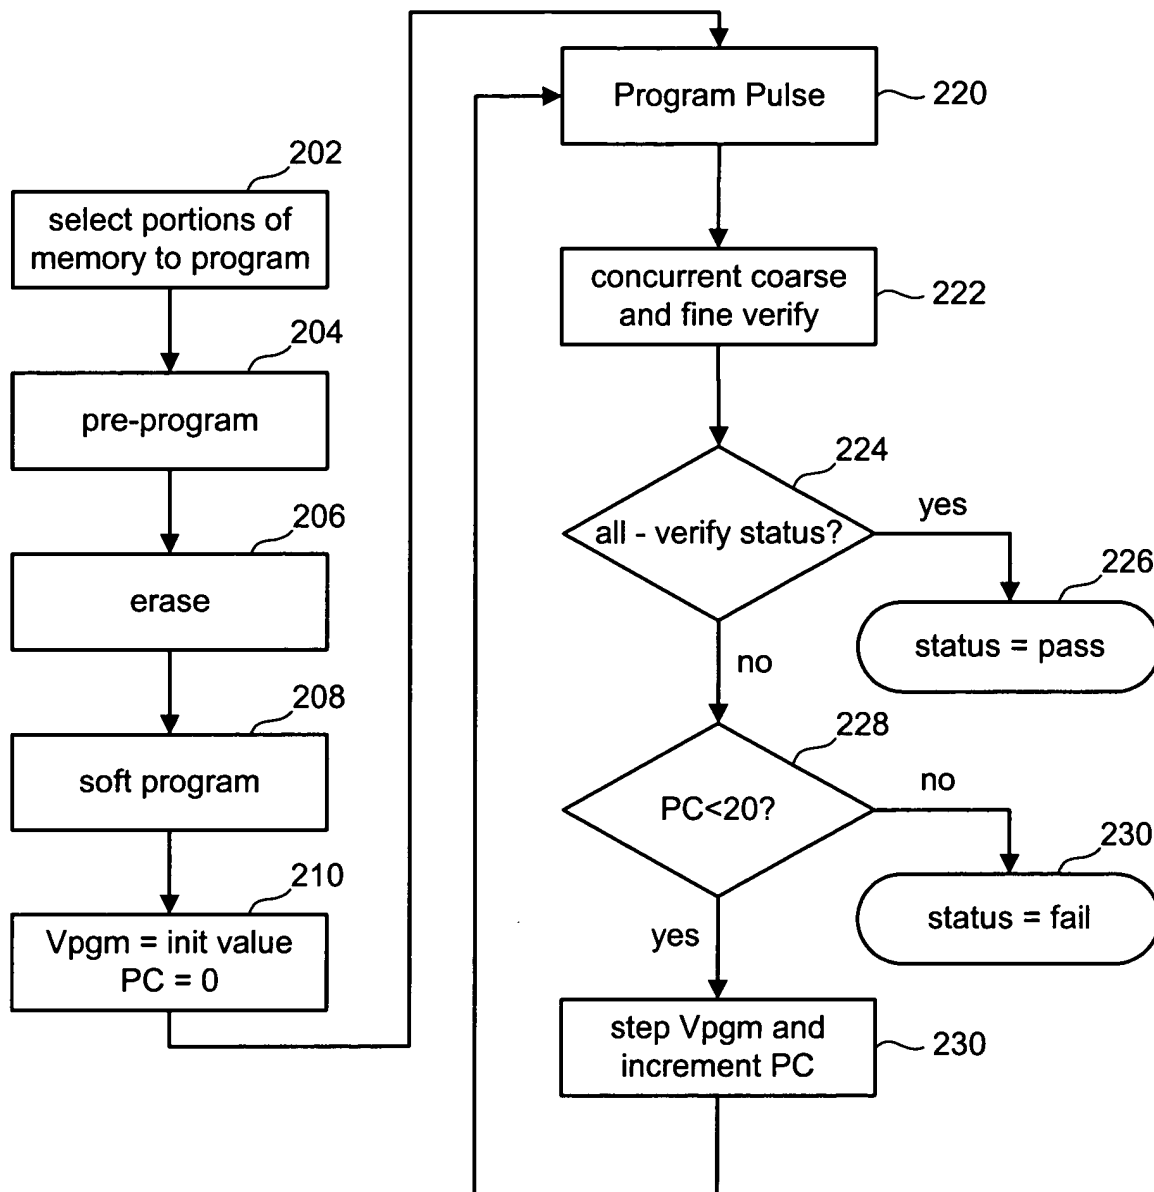 202
select portions of
memory to program
204
pre-program
206
erase
208
soft program
210
Vpgm = init value
PC = 0
Program Pulse
220
concurrent coarse
and fine verify
222
224
all - verify status?
yes
226
status = pass
no
228
PC<20?
no
230
status = fail
yes
step Vpgm and
increment PC
230